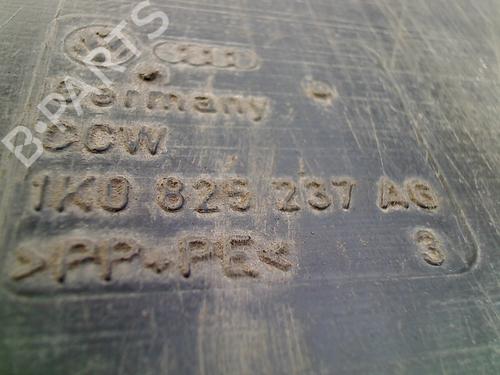 B-PARTS
Germany
CCW
1K0 825 237 AG
>PP+PE<
3